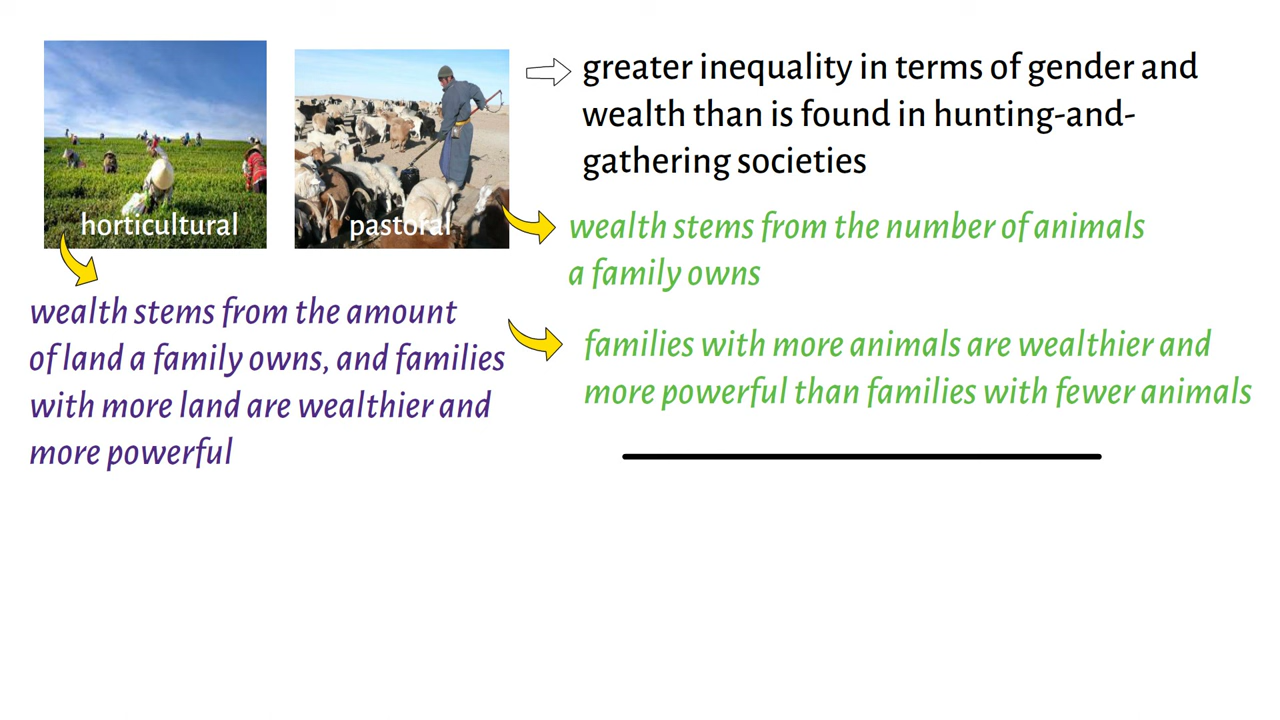 horticultural
pastoral
greater inequality in terms of gender and
wealth than is found in hunting-and-
gathering societies
wealth stems from the number of animals
a family owns
families with more animals are wealthier and
more powerful than families with fewer animals
wealth stems from the amount
of land a family owns, and families
with more land are wealthier and
more powerful